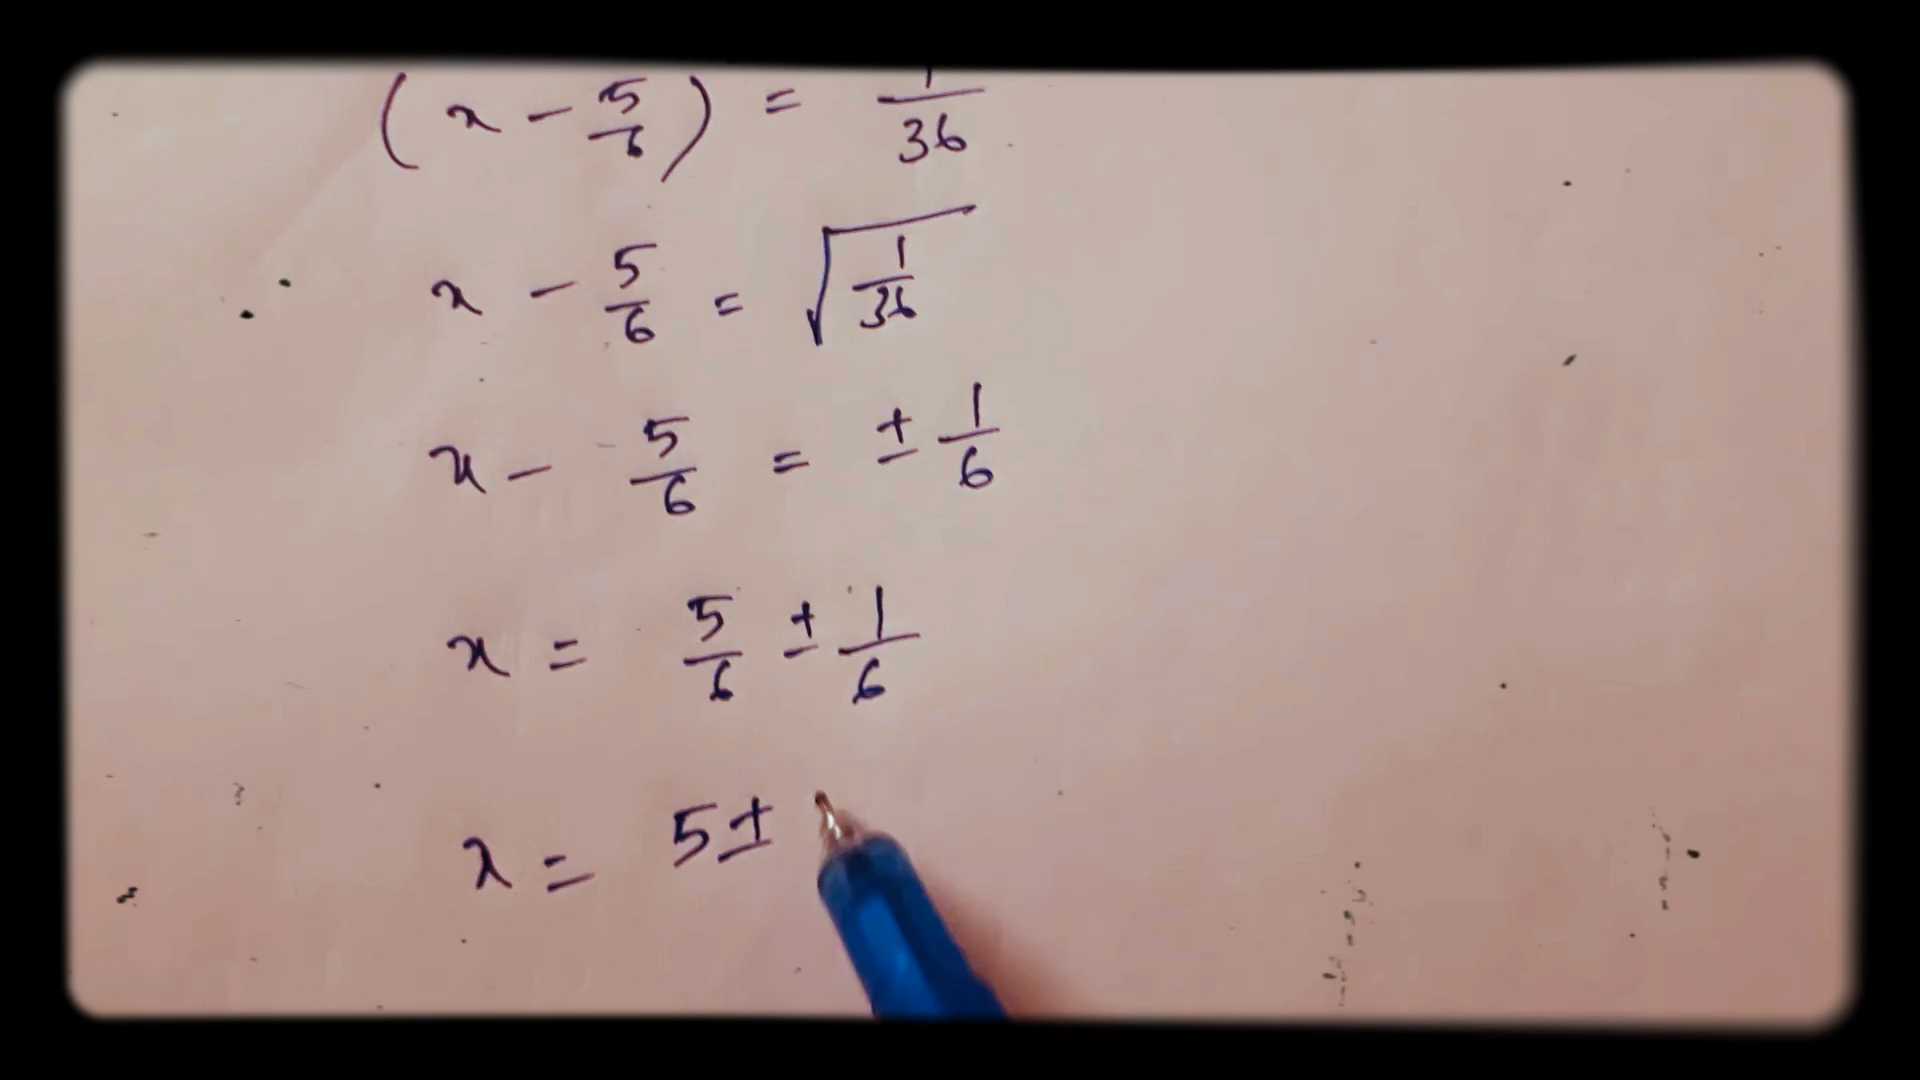 (x - 5/6) = 1/36
x - 5/6 = √(1/36)
x - 5/6 = ± 1/6
x = 5/6 ± 1/6
x = 5 ±